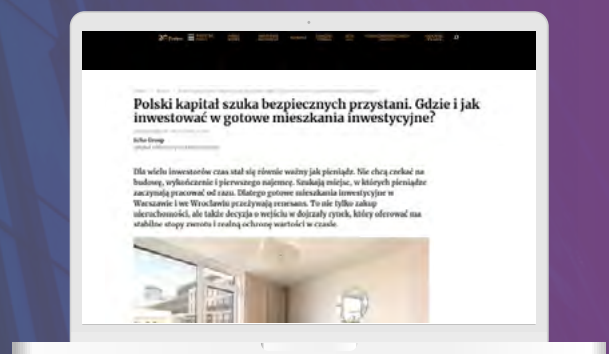 Forbes
Polski kapitał szuka bezpiecznych przystani. Gdzie i jak
inwestować w gotowe mieszkania inwestycyjne?
Echo Group
Dla wielu inwestorów czas stał się równie ważny jak pieniądz. Nie chcą czekać na
budowę, wykończenie i pierwszego najemcę. Szukają miejsc, w których pieniądze
zaczynają pracować od razu. Dlatego gotowe mieszkania inwestycyjne w
Warszawie i we Wrocławiu przeżywają renesans. To nie tylko zakup
nieruchomości, ale także decyzja o wejściu w dojrzały rynek, który oferować ma
stabilne stopy zwrotu i realną ochronę wartości w czasie.